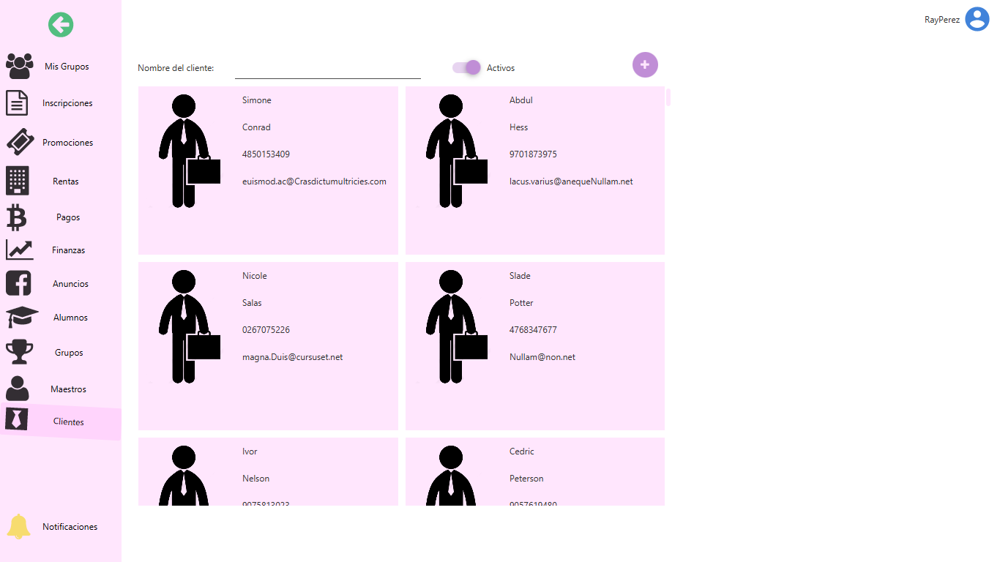 RayPerez
Mis Grupos
Inscripciones
Promociones
Rentas
Pagos
Finanzas
Anuncios
Alumnos
Grupos
Maestros
Clientes
Notificaciones
Nombre del cliente:
Activos
Simone
Conrad
4850153409
euismod.ac@Crasdictumultricies.com
Abdul
Hess
9701873975
lacus.varius@anequeNullam.net
Nicole
Salas
0267075226
magna.Duis@cursuset.net
Slade
Potter
4768347677
Nullam@non.net
Ivor
Nelson
9075813023
Cedric
Peterson
9057619480